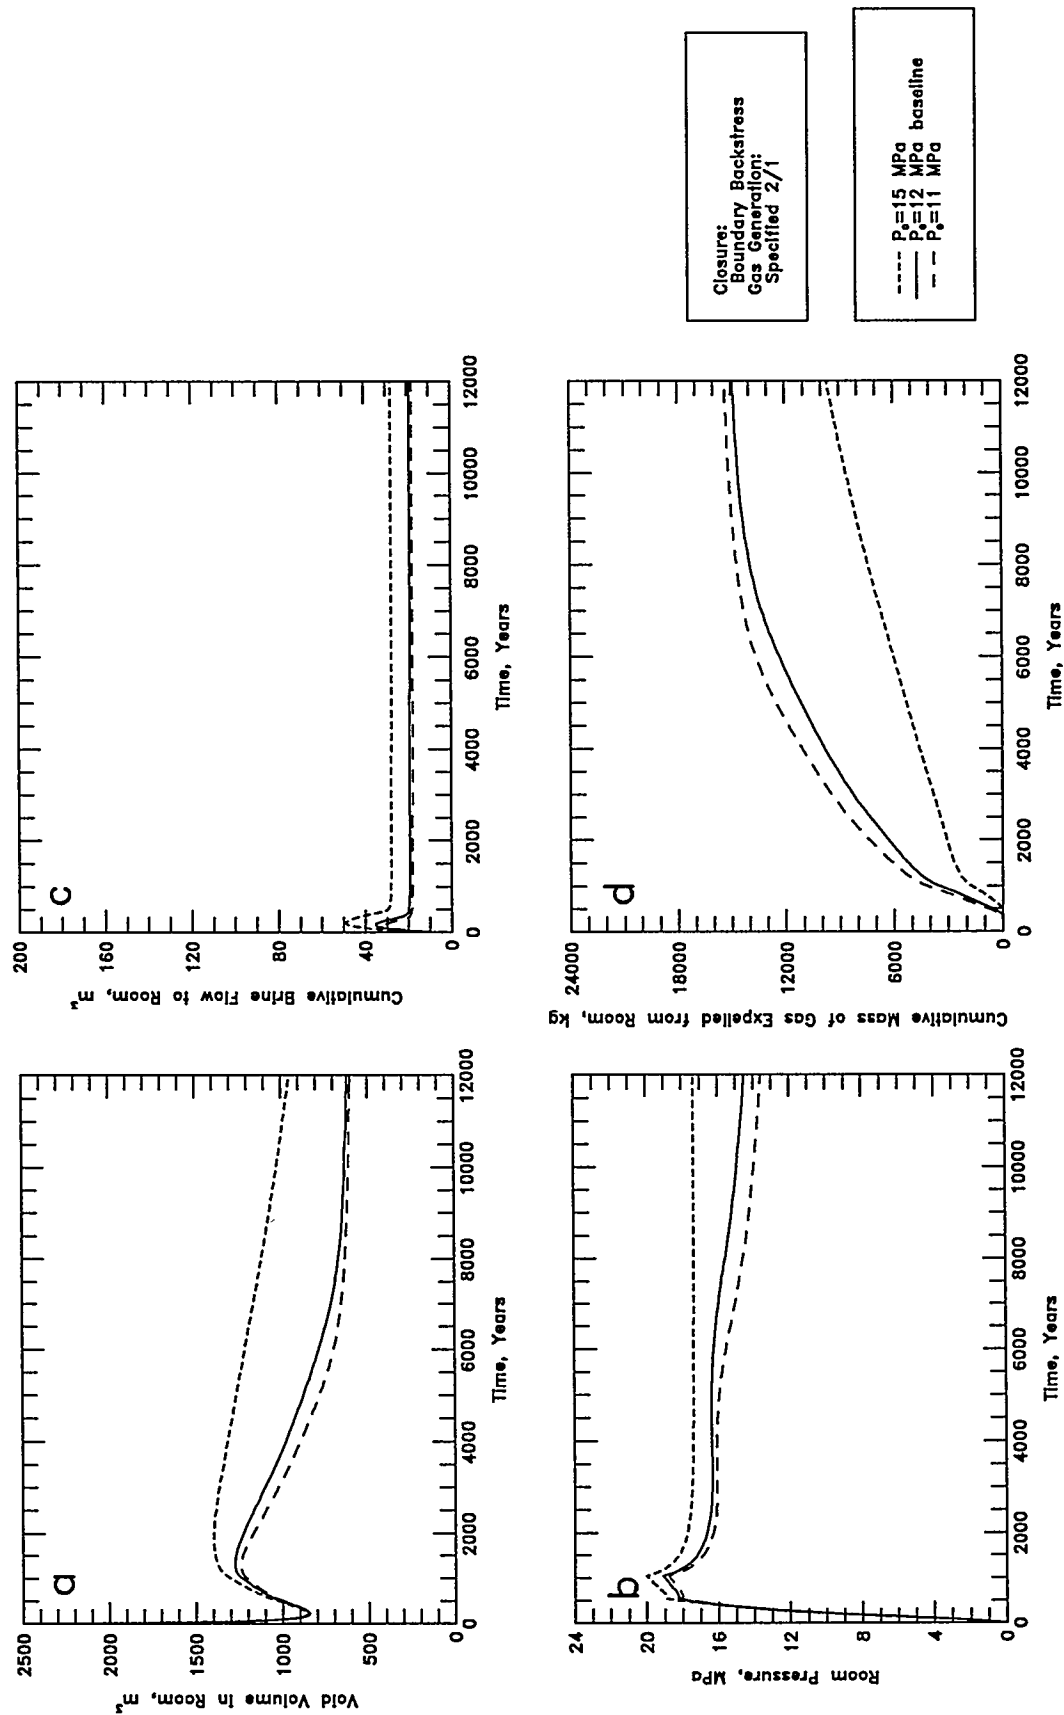 a
2500
2000
1500
1000
500
0
Void Volume in Room, m³
0 2000 4000 6000 8000 10000 12000
Time, Years
c
200
160
120
80
40
0
Cumulative Brine Flow to Room, m³
0 2000 4000 6000 8000 10000 12000
Time, Years
b
24
20
16
12
8
4
0
Room Pressure, MPa
0 2000 4000 6000 8000 10000 12000
Time, Years
d
24000
18000
12000
6000
0
Cumulative Mass of Gas Expelled from Room, kg
0 2000 4000 6000 8000 10000 12000
Time, Years
Closure:
Boundary Backstress
Gas Generation:
Specified 2/1
P₀=15 MPa
P₀=12 MPa baseline
P₀=11 MPa